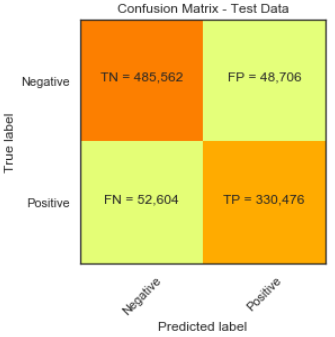 Confusion Matrix - Test Data
TN = 485,562 FP = 48,706
FN = 52,604 TP = 330,476
Negative
Positive
True label
Negative
Positive
Predicted label